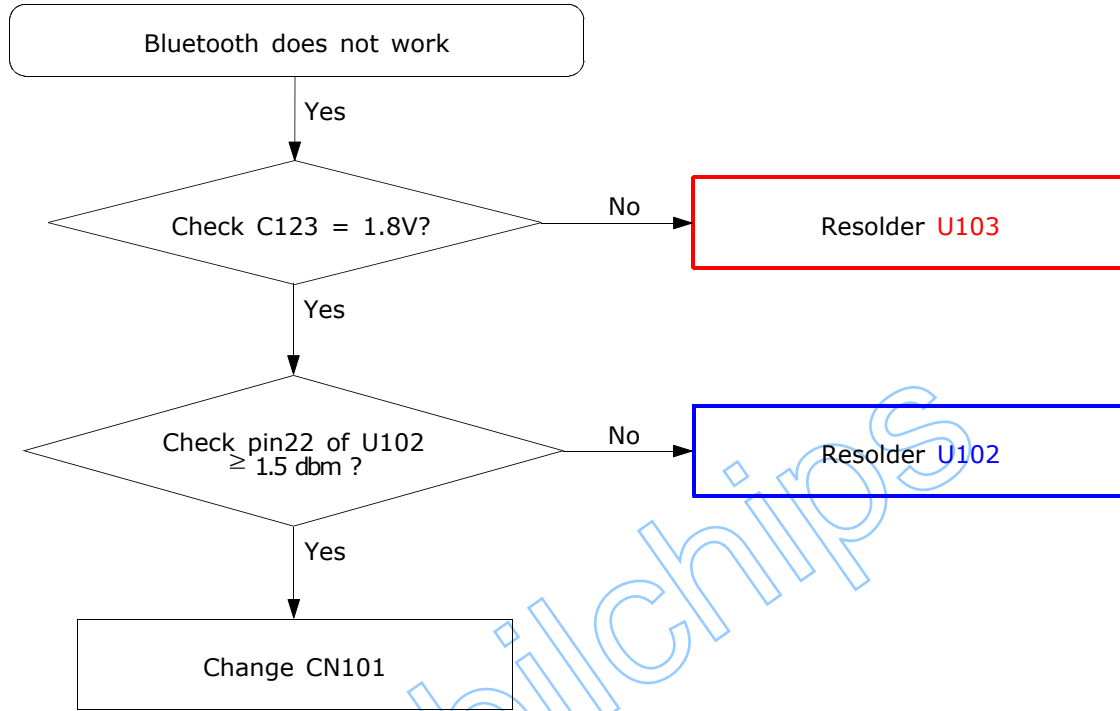 Bluetooth does not work
Yes
Check C123 = 1.8V?
No
Resolder U103
Yes
Check pin22 of U102
≥ 1.5 dbm ?
No
Resolder U102
Yes
Change CN101